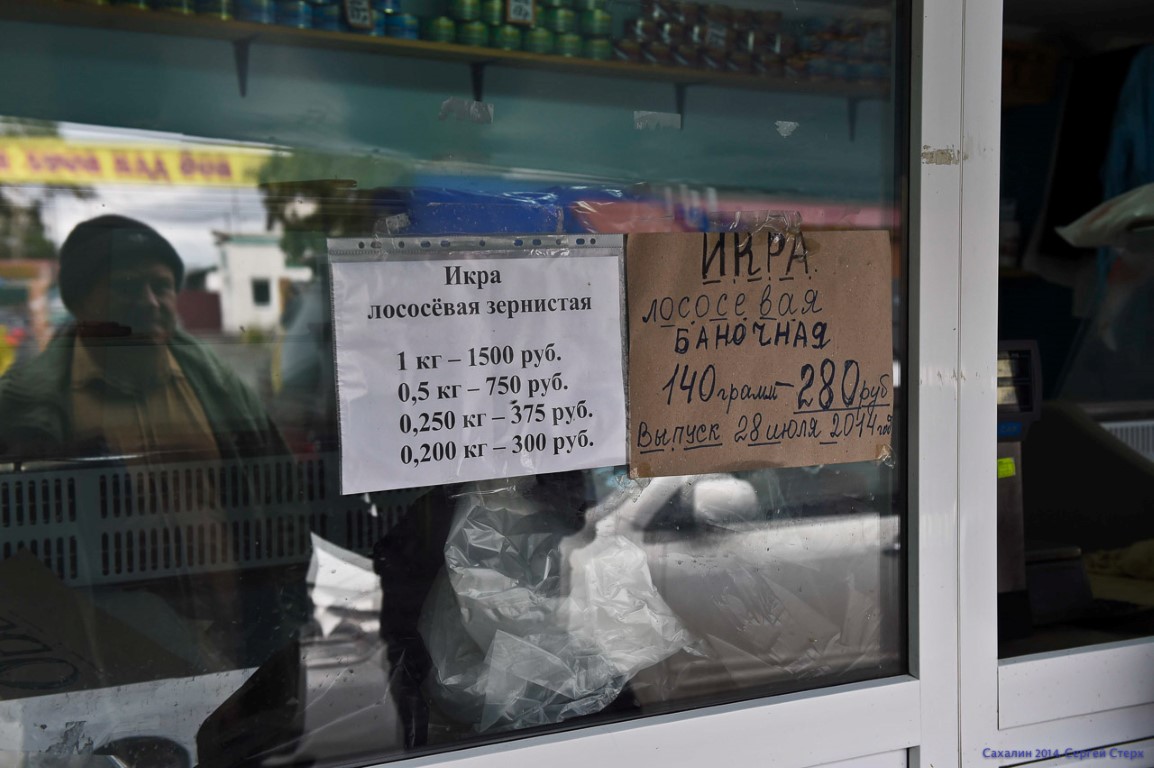 Икра
лососёвая зернистая
1 кг – 1500 руб.
0,5 кг – 750 руб.
0,250 кг – 375 руб.
0,200 кг – 300 руб.
ИКРА
лососевая
БАНОЧНАЯ
140 грамм – 280 руб
Выпуск 28 июля 2014 год
Сахалин 2014 Сергей Стерх